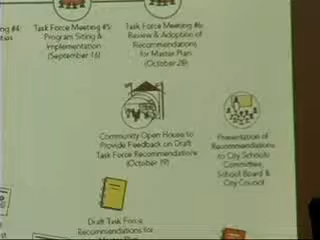 #4:
Task Force Meeting #5:
Program Siting &
Implementation
(September 16)
Task Force Meeting #6:
Review & Adoption of
Recommendations
for Master Plan
(October 28)
Community Open House to
Provide Feedback on Draft
Task Force Recommendations
(October 19)
Presentation of
Recommendations
to City Schools
Committee,
School Board &
City Council
Draft Task Force
Recommendations for